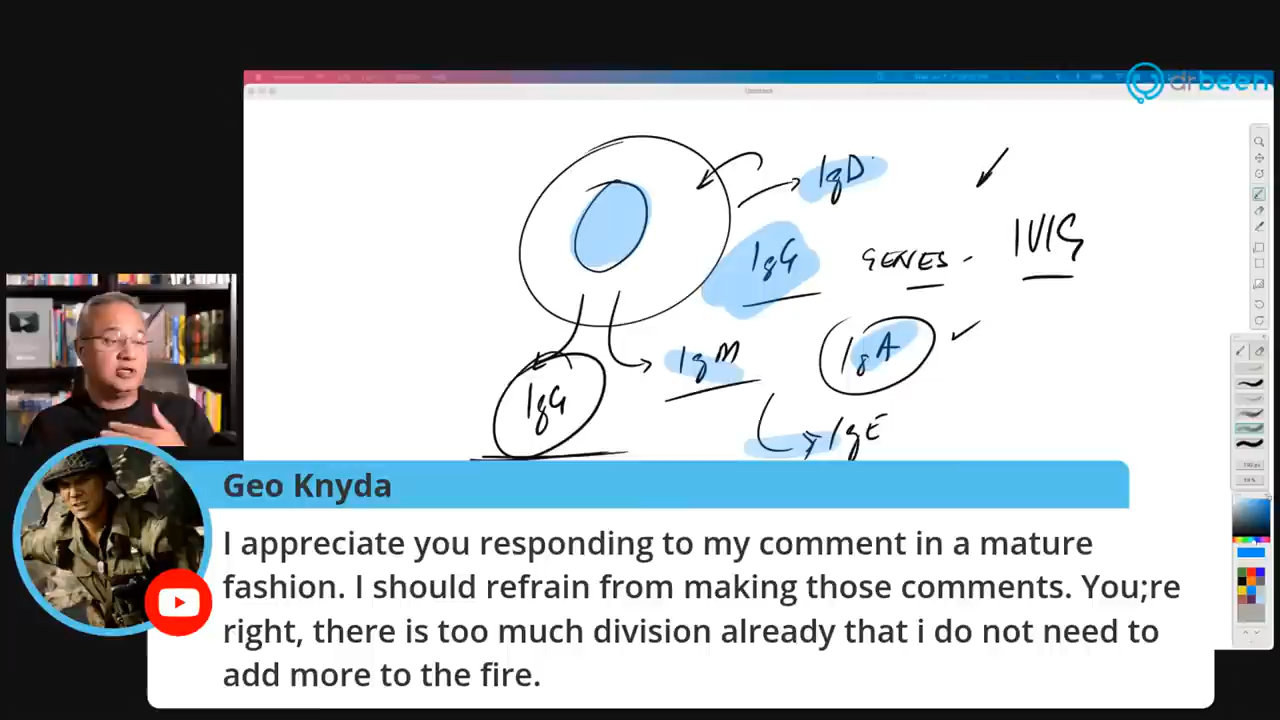 drbeen
Untitled
IgD
IgG
GENES -
IVIG
IgM
IgA
IgG
IgE
Geo Knyda
I appreciate you responding to my comment in a mature
fashion. I should refrain from making those comments. You;re
right, there is too much division already that i do not need to
add more to the fire.